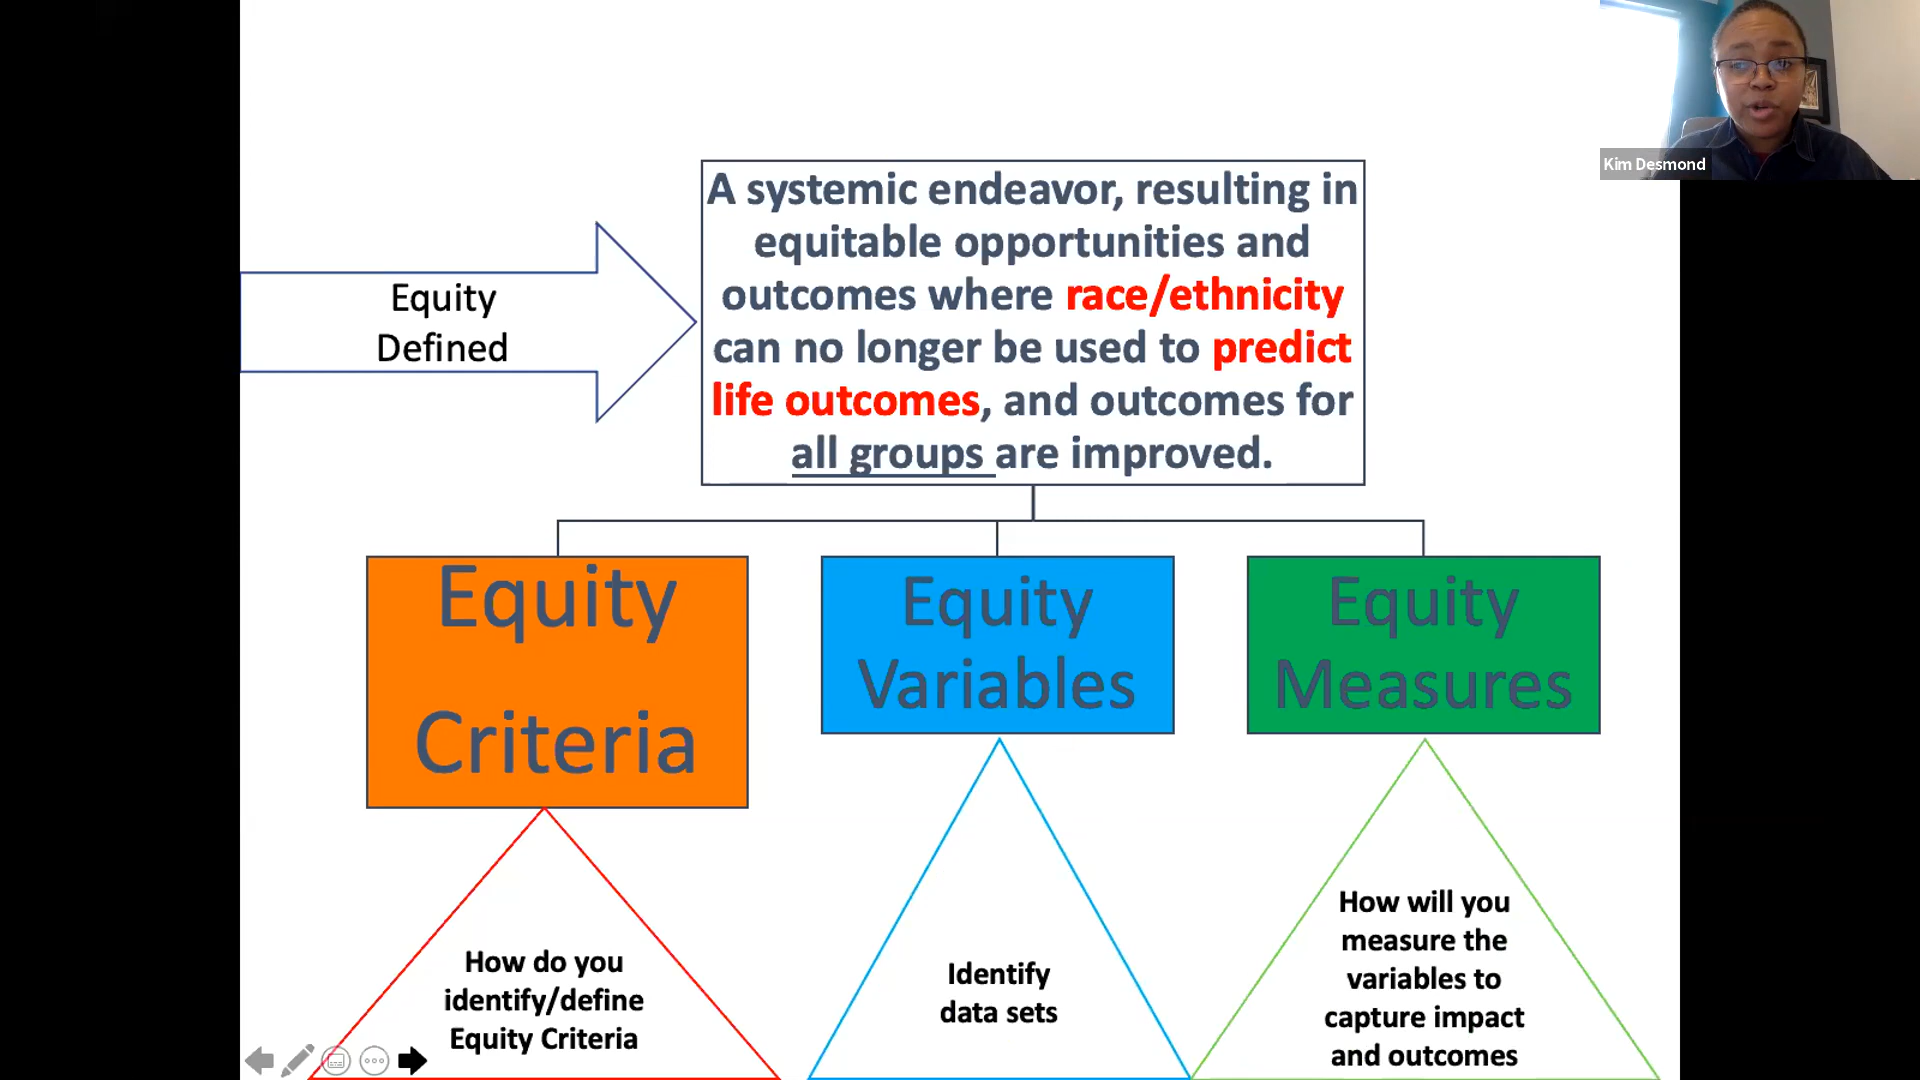 Kim Desmond
Equity
Defined
A systemic endeavor, resulting in
equitable opportunities and
outcomes where race/ethnicity
can no longer be used to predict
life outcomes, and outcomes for
all groups are improved.
Equity
Criteria
Equity
Variables
Equity
Measures
How do you
identify/define
Equity Criteria
Identify
data sets
How will you
measure the
variables to
capture impact
and outcomes